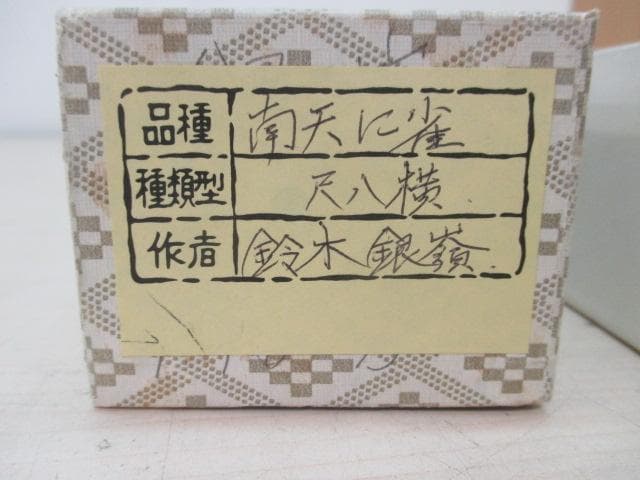 品種 南天に雀
種類型 尺八横.
作者 鈴木銀嶺.